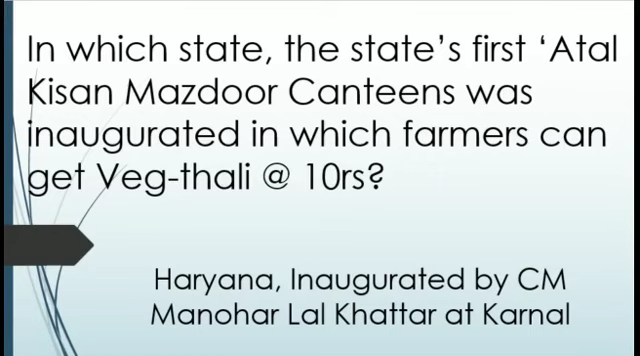 In which state, the state's first ‘Atal
Kisan Mazdoor Canteens was
inaugurated in which farmers can
get Veg-thali @ 10rs?
Haryana, Inaugurated by CM
Manohar Lal Khattar at Karnal